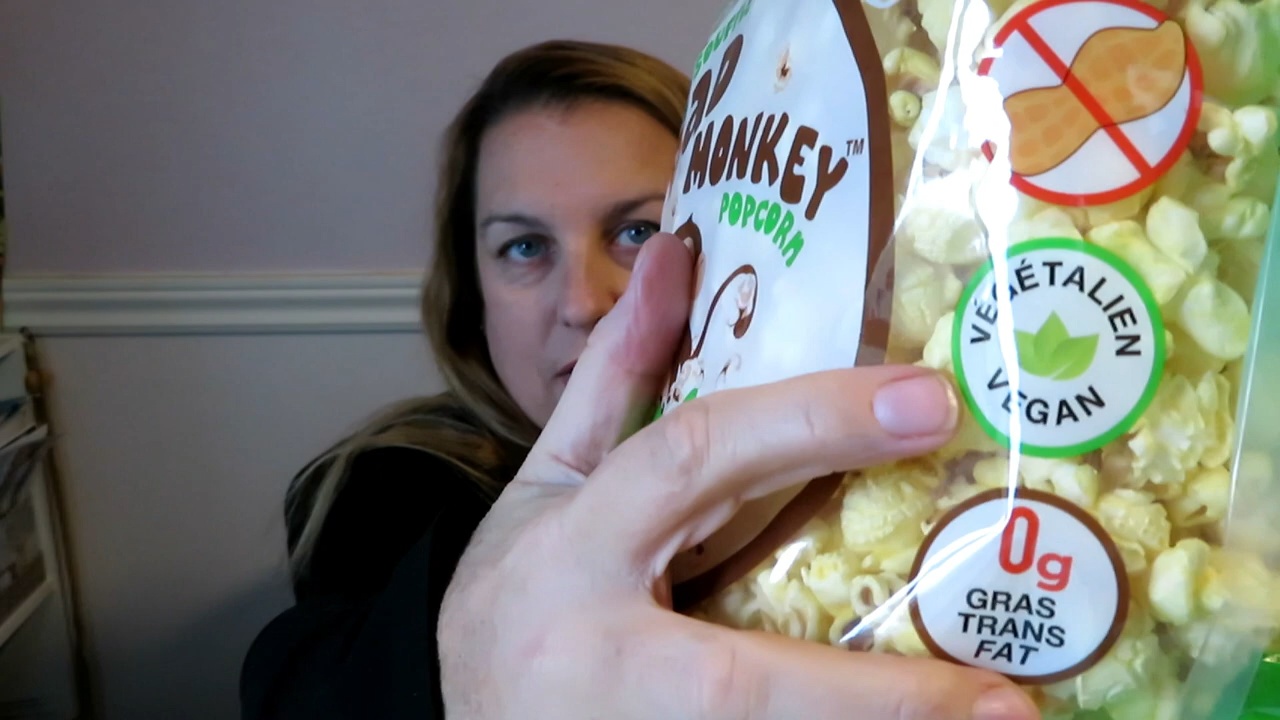 MONKEY™
POPCORN
VÉGÉTALIEN
VEGAN
0g
GRAS
TRANS
FAT